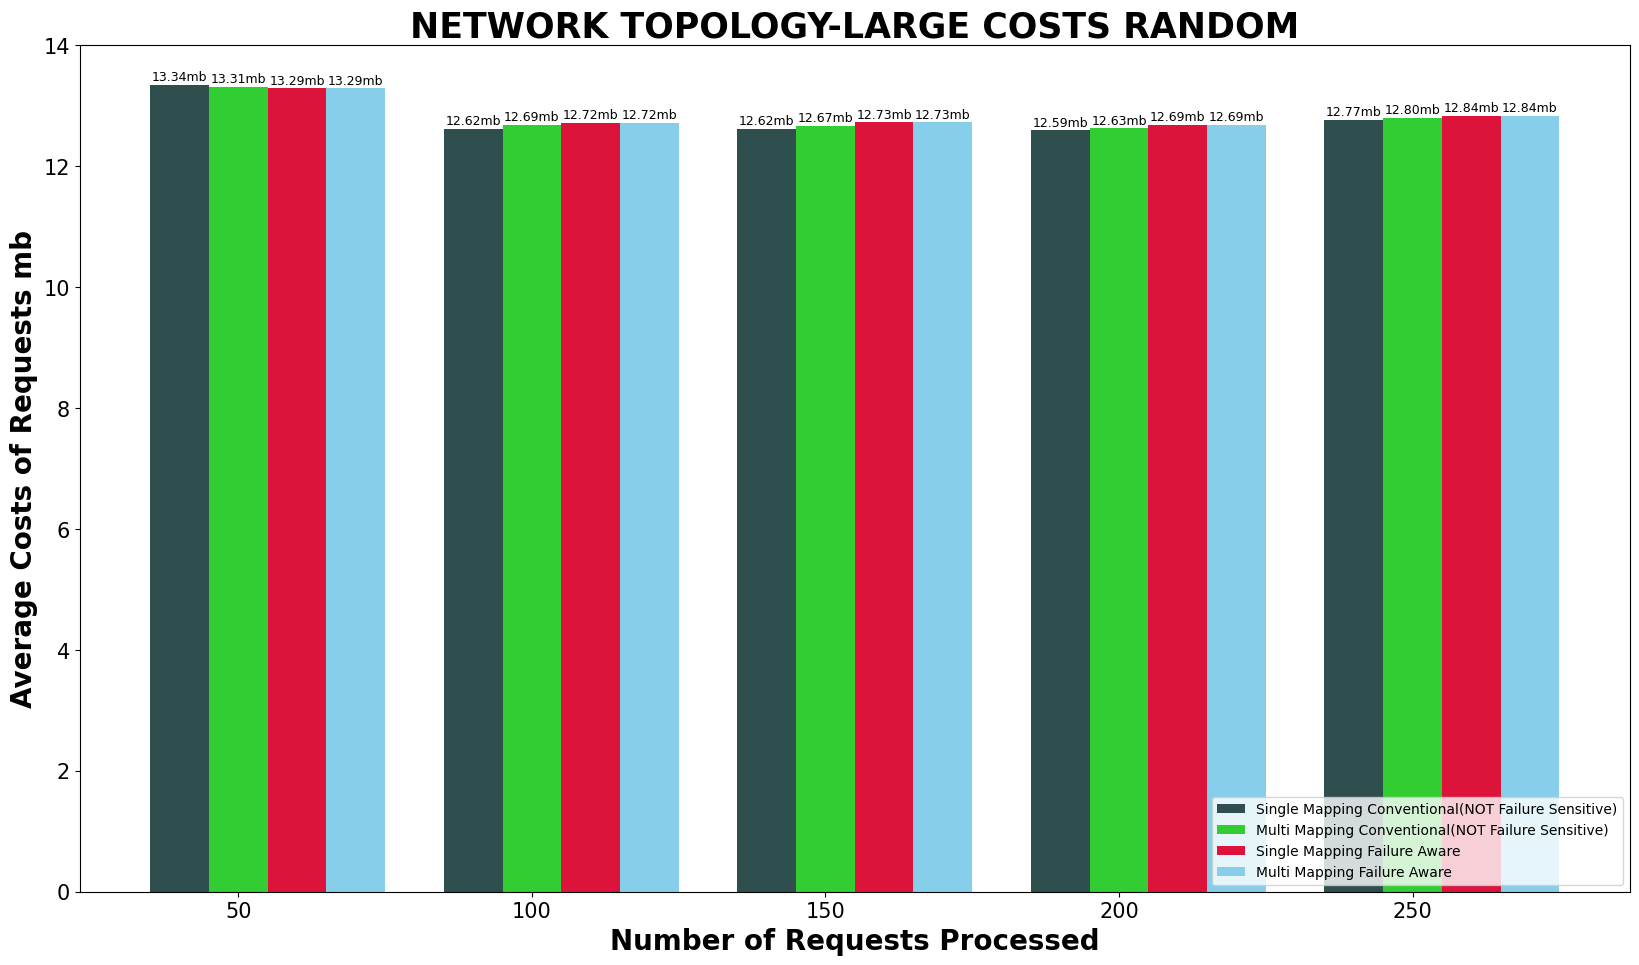 NETWORK TOPOLOGY-LARGE COSTS RANDOM
14
12
10
8
6
4
2
0
Average Costs of Requests mb
13.34mb 13.31mb 13.29mb 13.29mb
12.62mb 12.69mb 12.72mb 12.72mb
12.62mb 12.67mb 12.73mb 12.73mb
12.59mb 12.63mb 12.69mb 12.69mb
12.77mb 12.80mb 12.84mb 12.84mb
Single Mapping Conventional(NOT Failure Sensitive)
Multi Mapping Conventional(NOT Failure Sensitive)
Single Mapping Failure Aware
Multi Mapping Failure Aware
50 100 150 200 250
Number of Requests Processed